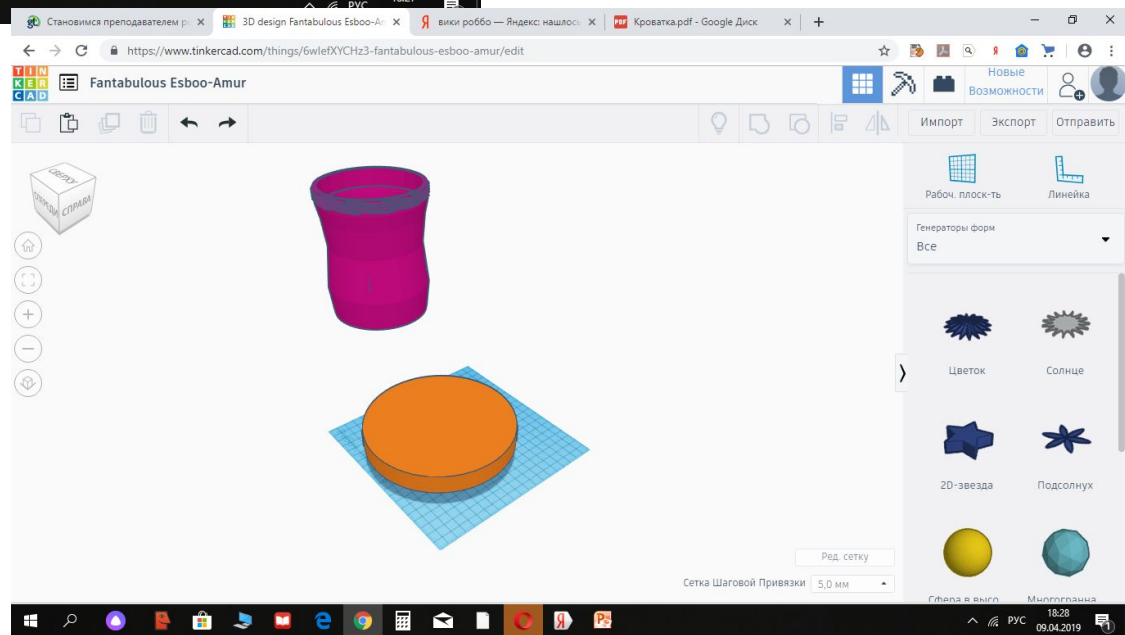 РУС
Становимся преподавателем р
3D design Fantabulous Esboo-Am
вики роббо — Яндекс: нашлось
Кроватка.pdf - Google Диск
https://www.tinkercad.com/things/6wlefXYCHz3-fantabulous-esboo-amur/edit
TIN
KER
CAD
Fantabulous Esboo-Amur
Новые
Возможности
Импорт
Экспорт
Отправить
СВЕРХУ
СПЕРЕДИ
СПРАВА
Рабоч. плоск-ть
Линейка
Генераторы форм
Все
Цветок
Солнце
2D-звезда
Подсолнух
Ред. сетку
Сетка Шаговой Привязки
5,0 мм
Сфера в высо
Многогранна
РУС
18:28
09.04.2019